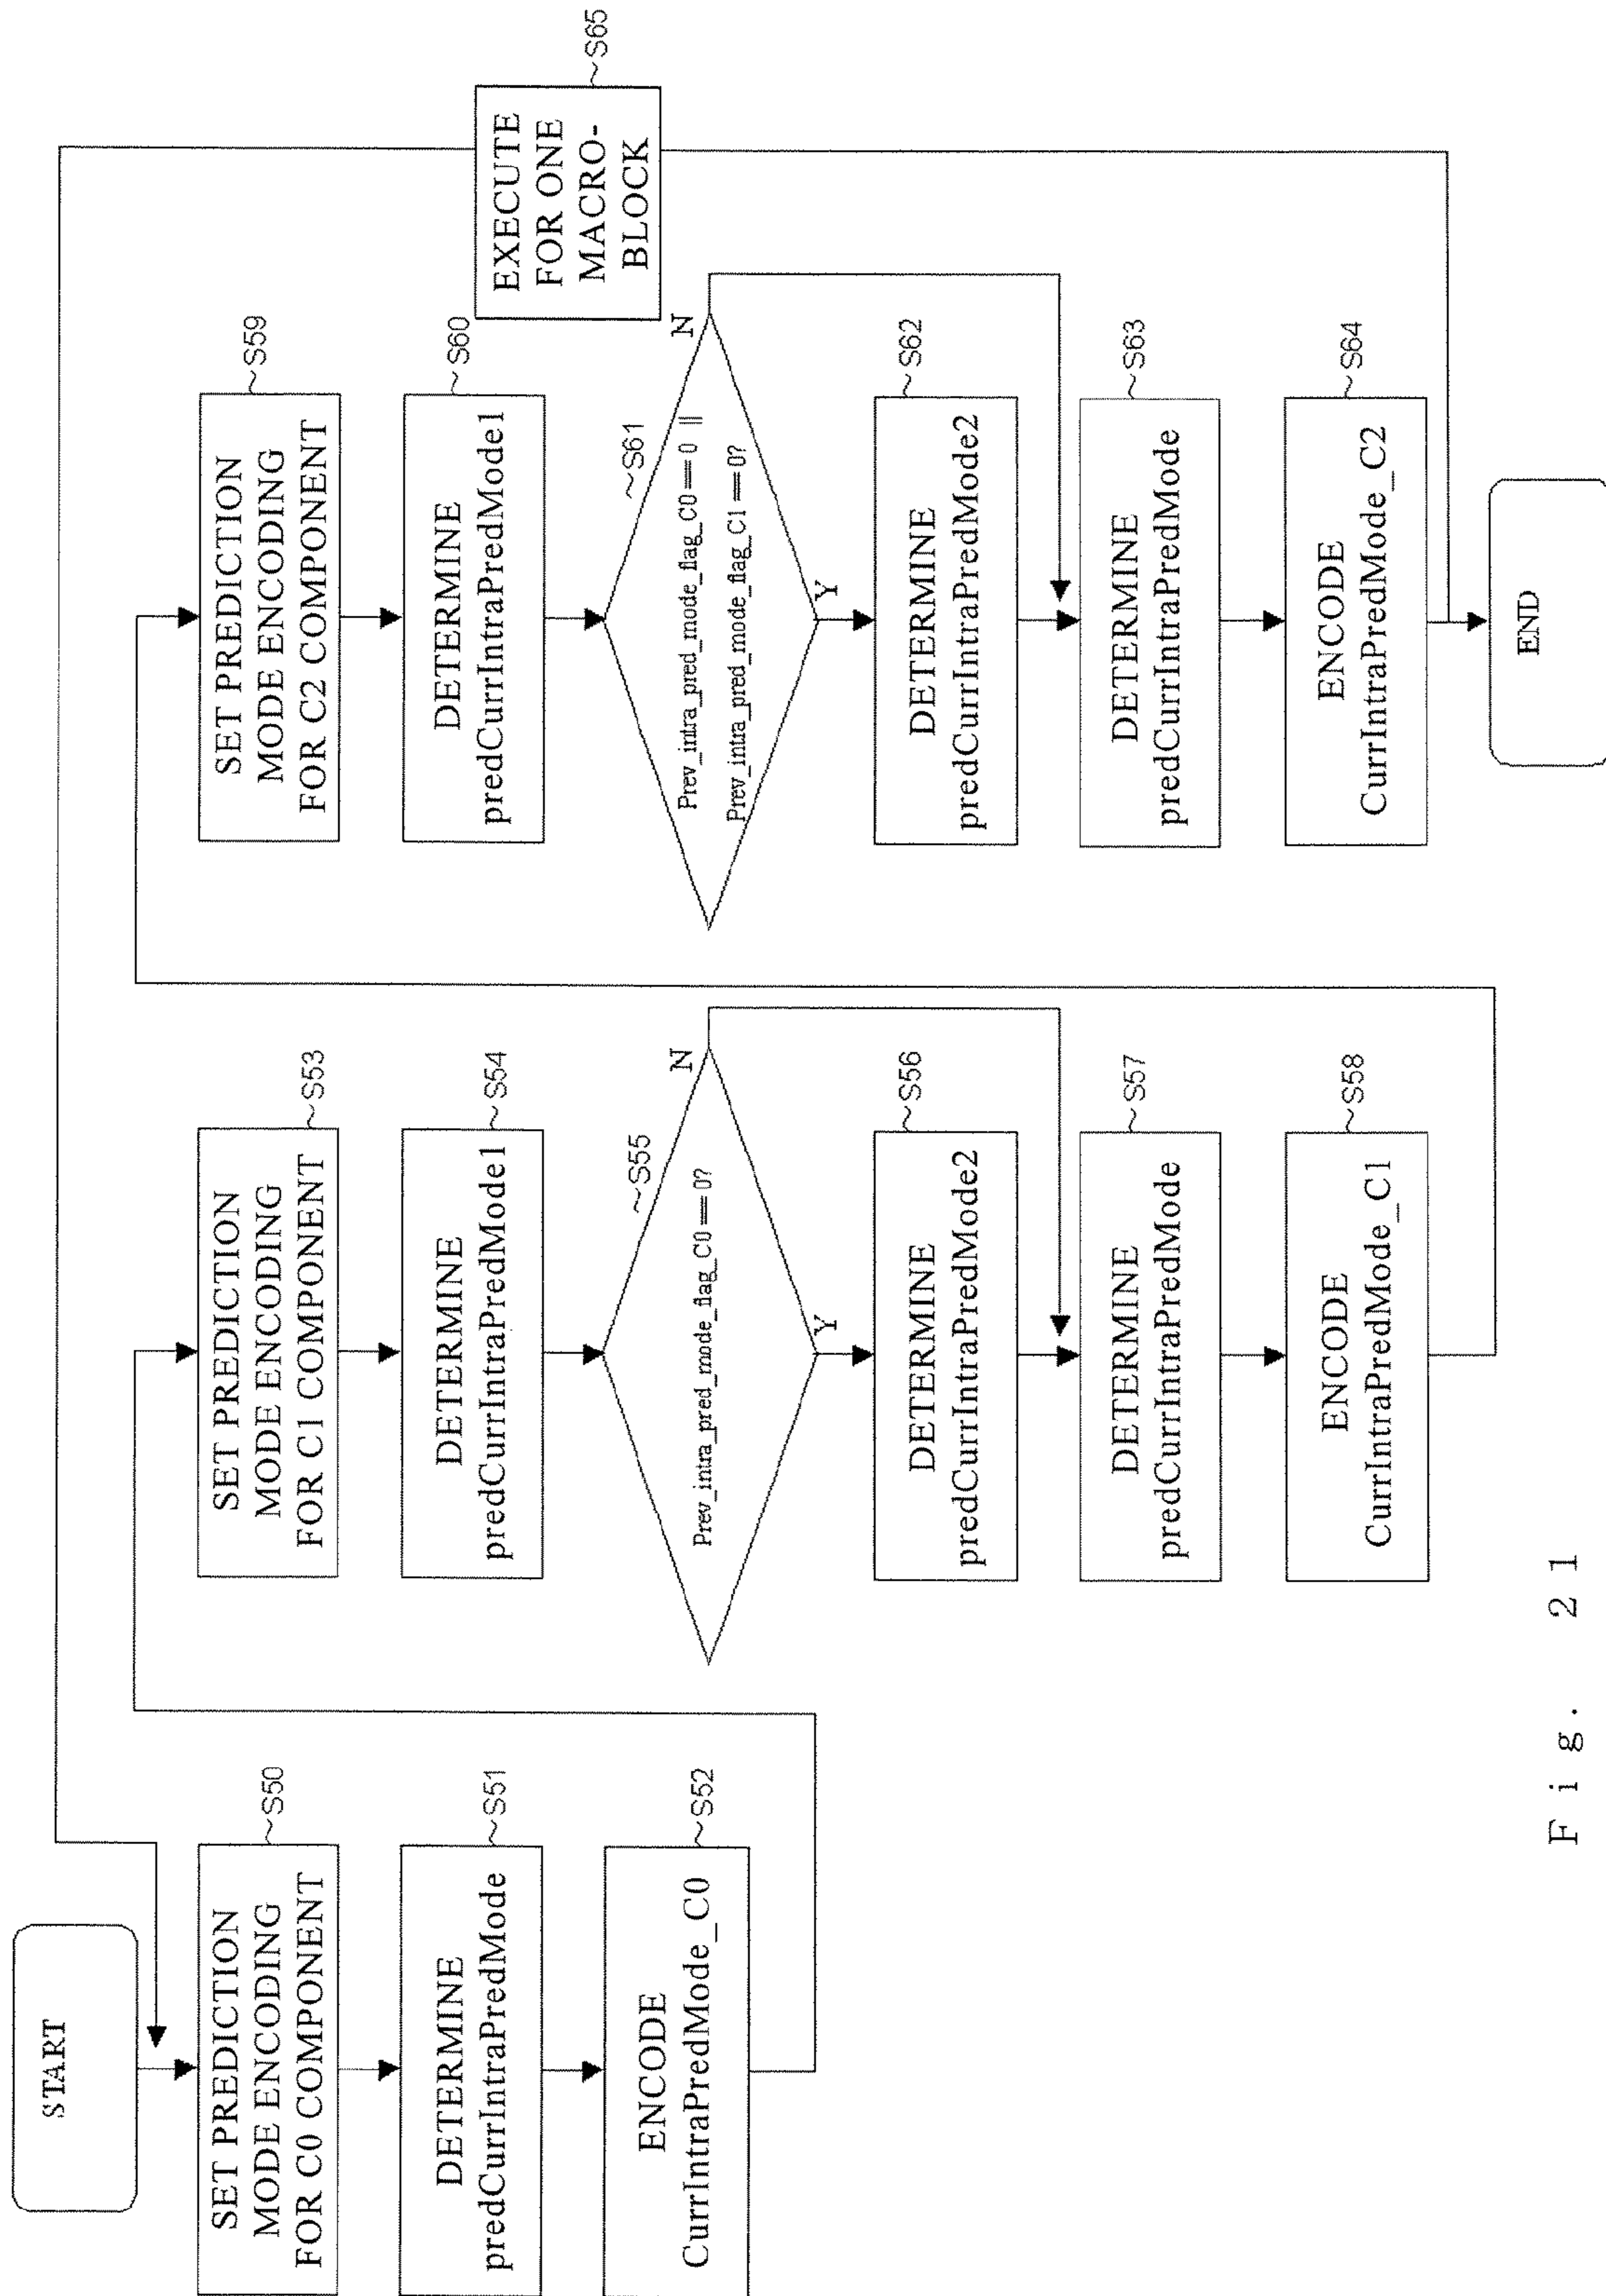 START
SET PREDICTION
MODE ENCODING
FOR C0 COMPONENT
~S50
DETERMINE
predCurrIntraPredMode
~S51
ENCODE
CurrIntraPredMode_C0
~S52
SET PREDICTION
MODE ENCODING
FOR C1 COMPONENT
~S53
DETERMINE
predCurrIntraPredMode1
~S54
Prev_intra_pred_mode_flag_C0 == 0?
~S55
N
Y
DETERMINE
predCurrIntraPredMode2
~S56
DETERMINE
predCurrIntraPredMode
~S57
ENCODE
CurrIntraPredMode_C1
~S58
SET PREDICTION
MODE ENCODING
FOR C2 COMPONENT
~S59
DETERMINE
predCurrIntraPredMode1
~S60
Prev_intra_pred_mode_flag_C0 == 0 ||
Prev_intra_pred_mode_flag_C1 == 0?
~S61
N
Y
DETERMINE
predCurrIntraPredMode2
~S62
DETERMINE
predCurrIntraPredMode
~S63
ENCODE
CurrIntraPredMode_C2
~S64
EXECUTE
FOR ONE
MACRO-
BLOCK
~S65
END
Fig. 21